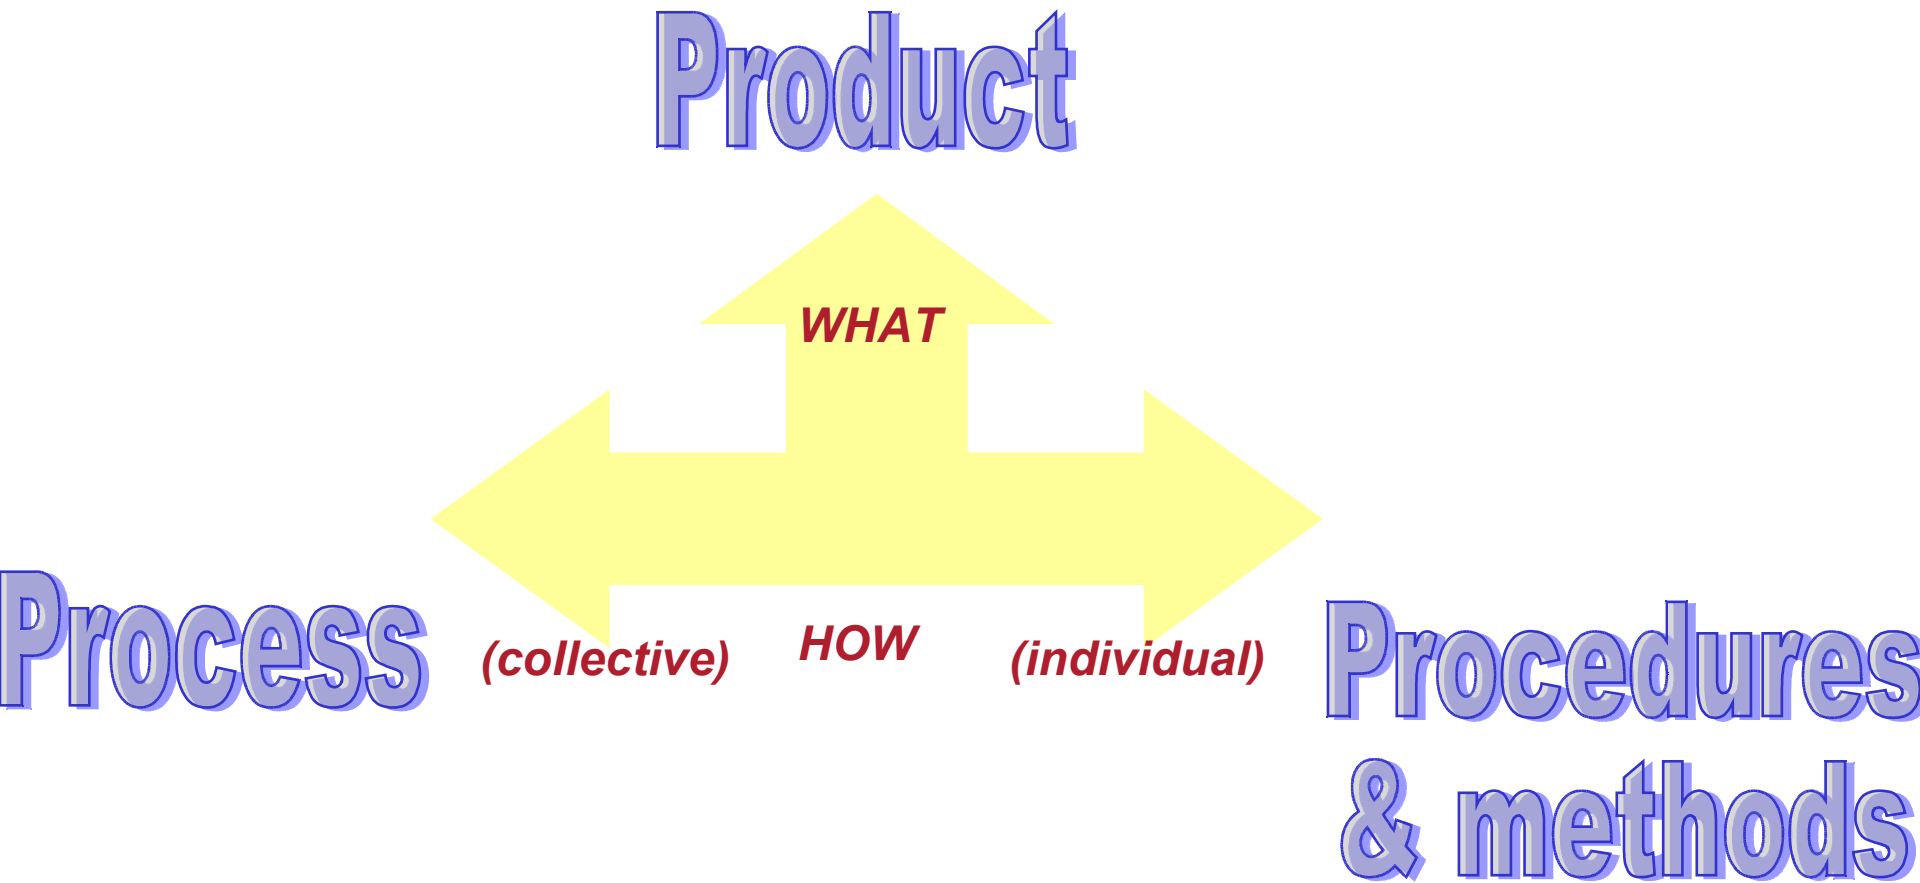 Product
WHAT
Process
(collective)
HOW
(individual)
Procedures
& methods